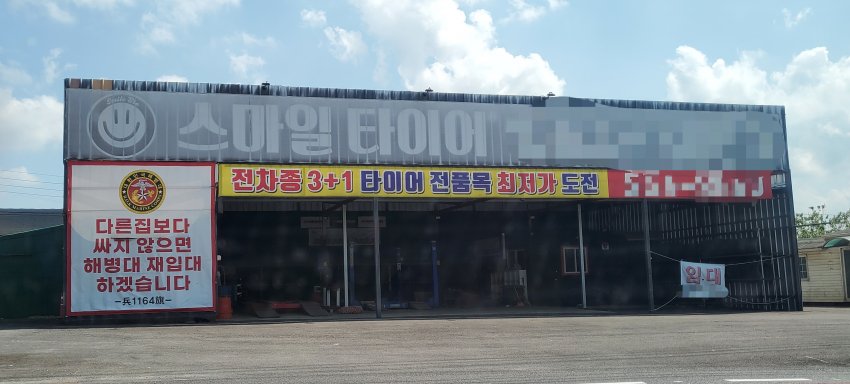 스마일 타이어
전차종 3+1 타이어 전품목 최저가 도전
다른집보다
싸지 않으면
해병대 재입대
하겠습니다
-兵1164旗-
임대